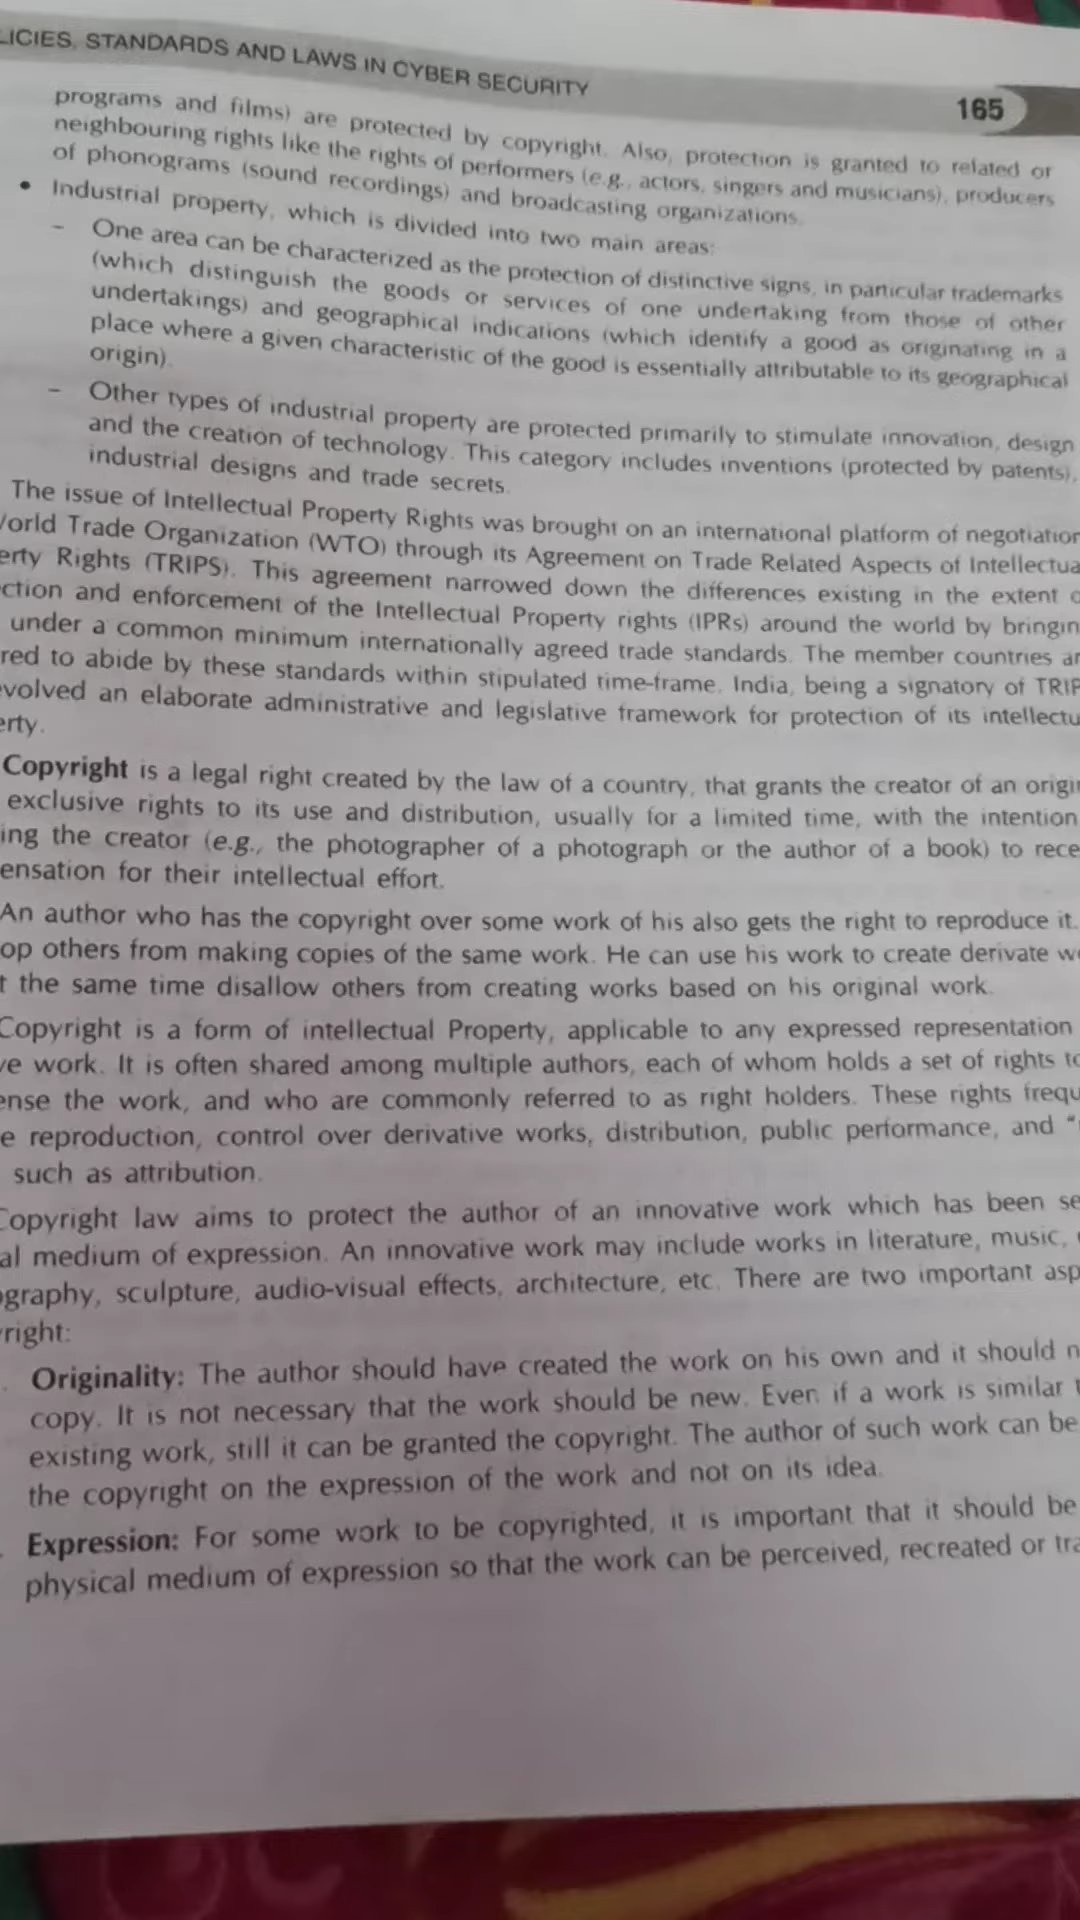 LICIES, STANDARDS AND LAWS IN CYBER SECURITY
165
programs and films) are protected by copyright. Also, protection is granted to related or
neighbouring rights like the rights of performers (e.g., actors, singers and musicians), producers
of phonograms (sound recordings) and broadcasting organizations.
• Industrial property, which is divided into two main areas:
– One area can be characterized as the protection of distinctive signs, in particular trademarks
(which distinguish the goods or services of one undertaking from those of other
undertakings) and geographical indications (which identify a good as originating in a
place where a given characteristic of the good is essentially attributable to its geographical
origin).
– Other types of industrial property are protected primarily to stimulate innovation, design
and the creation of technology. This category includes inventions (protected by patents),
industrial designs and trade secrets.
The issue of Intellectual Property Rights was brought on an international platform of negotiation
orld Trade Organization (WTO) through its Agreement on Trade Related Aspects of Intellectua
erty Rights (TRIPS). This agreement narrowed down the differences existing in the extent o
ction and enforcement of the Intellectual Property rights (IPRs) around the world by bringin
under a common minimum internationally agreed trade standards. The member countries ar
red to abide by these standards within stipulated time-frame. India, being a signatory of TRIP
evolved an elaborate administrative and legislative framework for protection of its intellectu
erty.
Copyright is a legal right created by the law of a country, that grants the creator of an origi
exclusive rights to its use and distribution, usually for a limited time, with the intention
ing the creator (e.g., the photographer of a photograph or the author of a book) to rece
ensation for their intellectual effort.
An author who has the copyright over some work of his also gets the right to reproduce it.
op others from making copies of the same work. He can use his work to create derivate w
t the same time disallow others from creating works based on his original work.
Copyright is a form of intellectual Property, applicable to any expressed representation
ve work. It is often shared among multiple authors, each of whom holds a set of rights to
ense the work, and who are commonly referred to as right holders. These rights frequ
e reproduction, control over derivative works, distribution, public performance, and "
such as attribution.
Copyright law aims to protect the author of an innovative work which has been se
al medium of expression. An innovative work may include works in literature, music,
ography, sculpture, audio-visual effects, architecture, etc. There are two important asp
right:
Originality: The author should have created the work on his own and it should n
copy. It is not necessary that the work should be new. Even if a work is similar t
existing work, still it can be granted the copyright. The author of such work can be
the copyright on the expression of the work and not on its idea.
Expression: For some work to be copyrighted, it is important that it should be
physical medium of expression so that the work can be perceived, recreated or tra